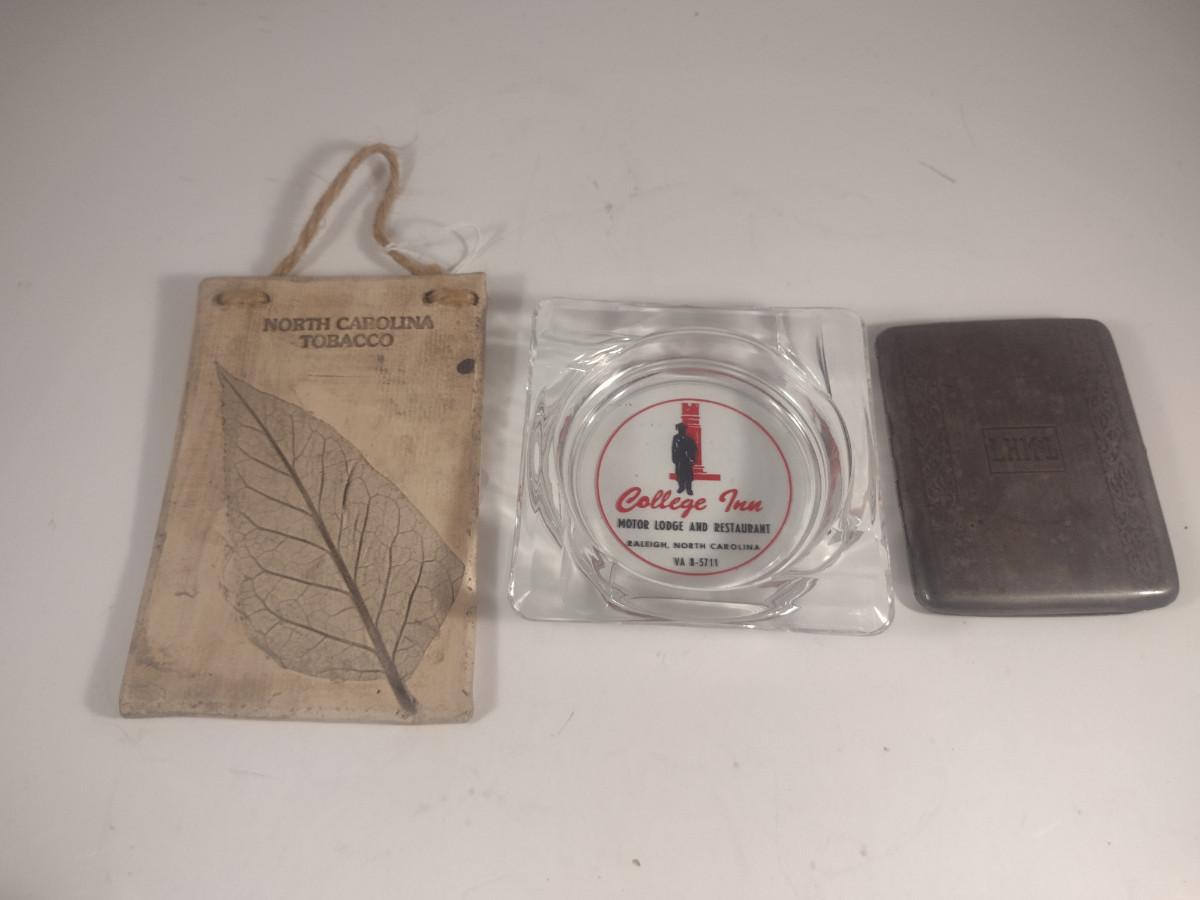 NORTH CAROLINA
TOBACCO
College Inn
MOTOR LODGE AND RESTAURANT
RALEIGH, NORTH CAROLINA
VA 8-5711